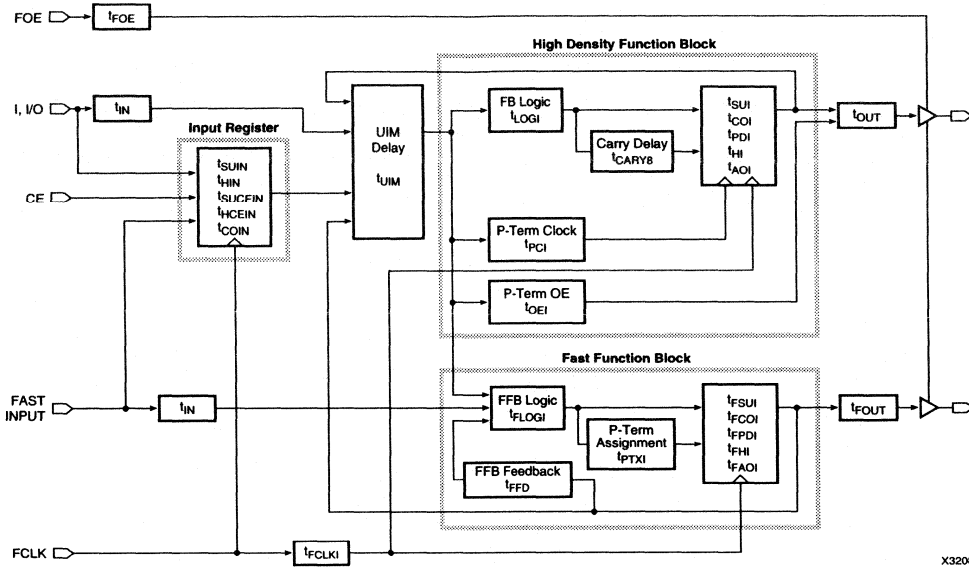 FOE
tFOE
High Density Function Block
I, I/O
tIN
Input Register
tSUIN
tHIN
tSUCEIN
tHCEIN
tCOIN
CE
UIM
Delay
tUIM
FB Logic
tLOGI
Carry Delay
tCARY8
tSUI
tCOI
tPDI
tHI
tAOI
tOUT
P-Term Clock
tPCI
P-Term OE
tOEI
Fast Function Block
FAST
INPUT
tIN
FFB Logic
tFLOGI
P-Term
Assignment
tPTXI
tFSUI
tFCOI
tFPDI
tFHI
tFAOI
tFOUT
FFB Feedback
tFFD
FCLK
tFCLKI